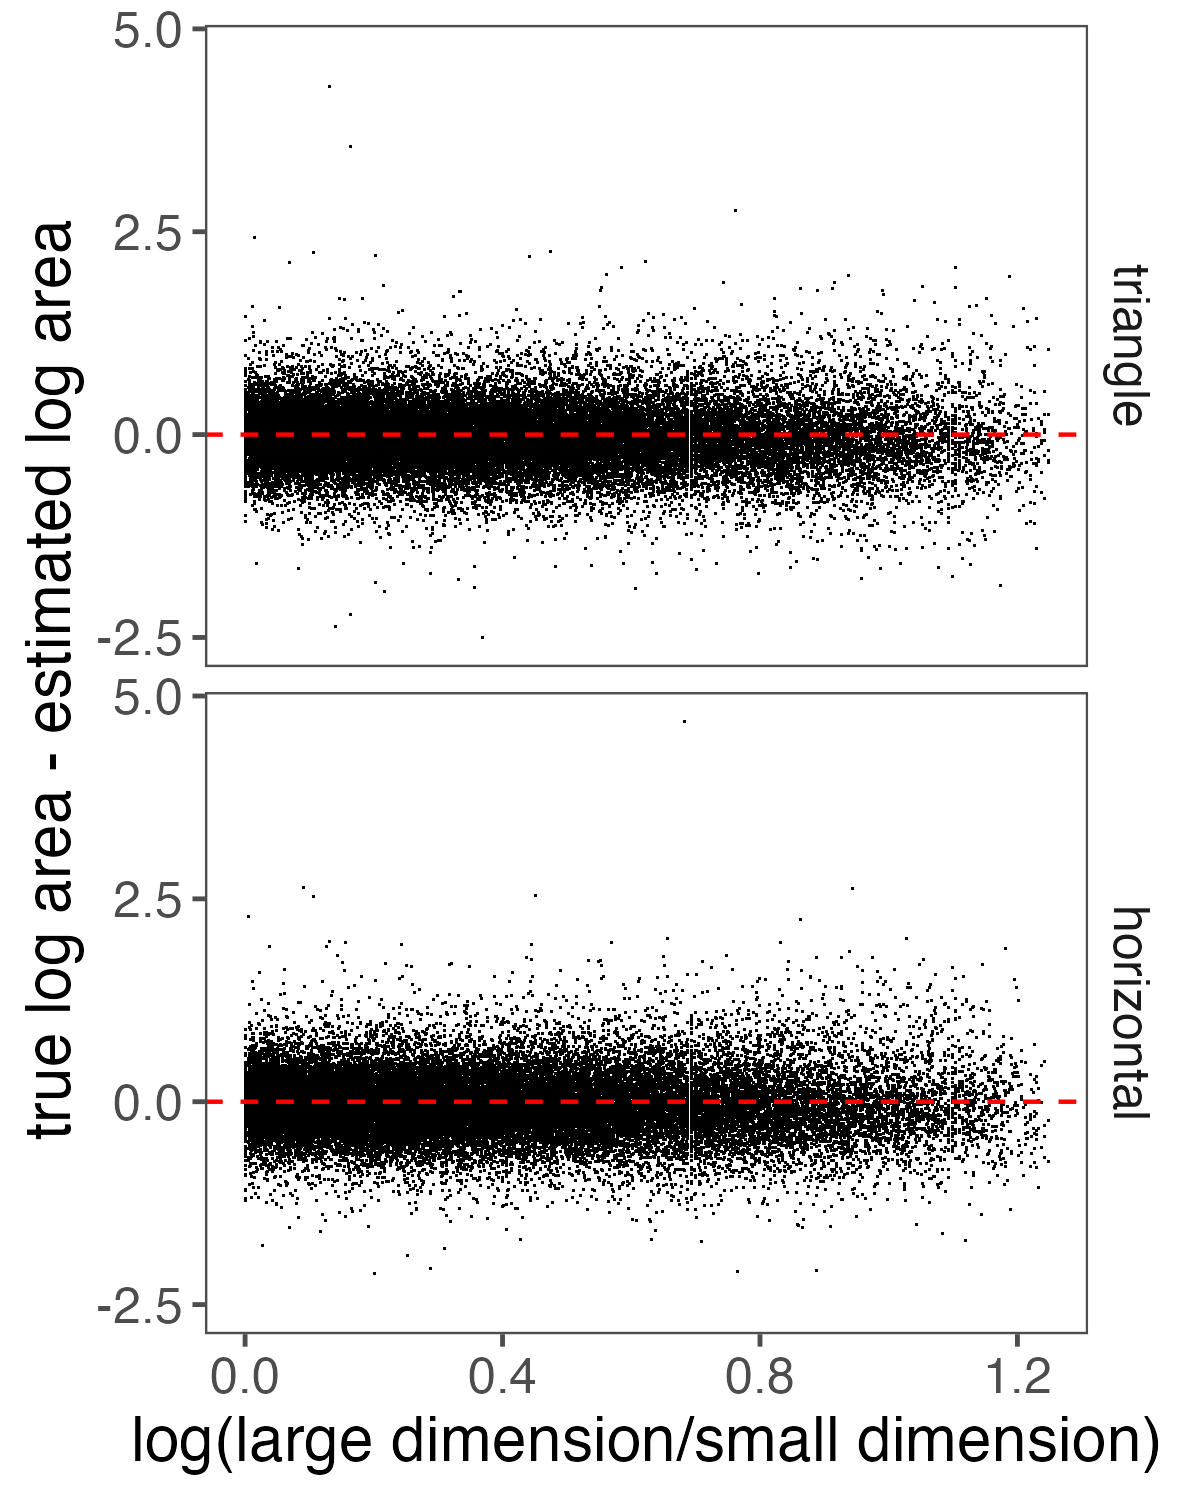 true log area - estimated log area
5.0
2.5
0.0
-2.5
triangle
5.0
2.5
0.0
-2.5
horizontal
0.0 0.4 0.8 1.2
log(large dimension/small dimension)